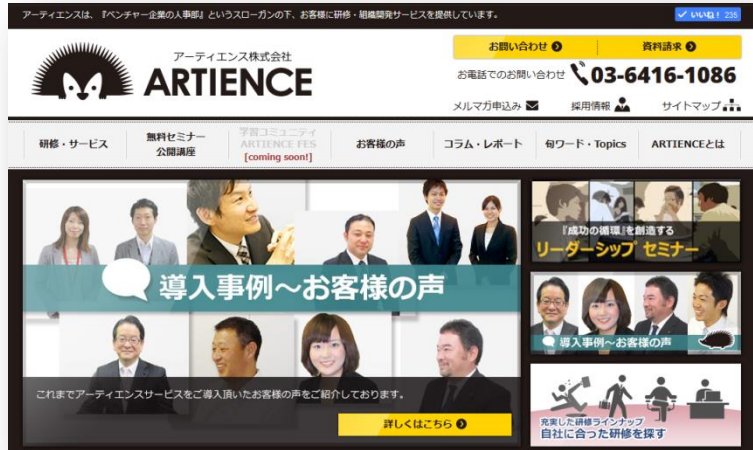 アーティエンスは、『ベンチャー企業の人事部』というスローガンの下、お客様に研修・組織開発サービスを提供しています。
いいね! 235
アーティエンス株式会社
ARTIENCE
お問い合わせ
資料請求
お電話でのお問い合わせ 03-6416-1086
メルマガ申込み
採用情報
サイトマップ
研修・サービス
無料セミナー
公開講座
学習コミュニティ
ARTIENCE FES
[coming soon!]
お客様の声
コラム・レポート
旬ワード・Topics
ARTIENCEとは
導入事例~お客様の声
これまでアーティエンスサービスをご導入頂いたお客様の声をご紹介しております。
詳しくはこちら
『成功の循環』を創造する
リーダーシップ セミナー
導入事例~お客様の声
充実した研修ラインナップ
自社に合った研修を探す